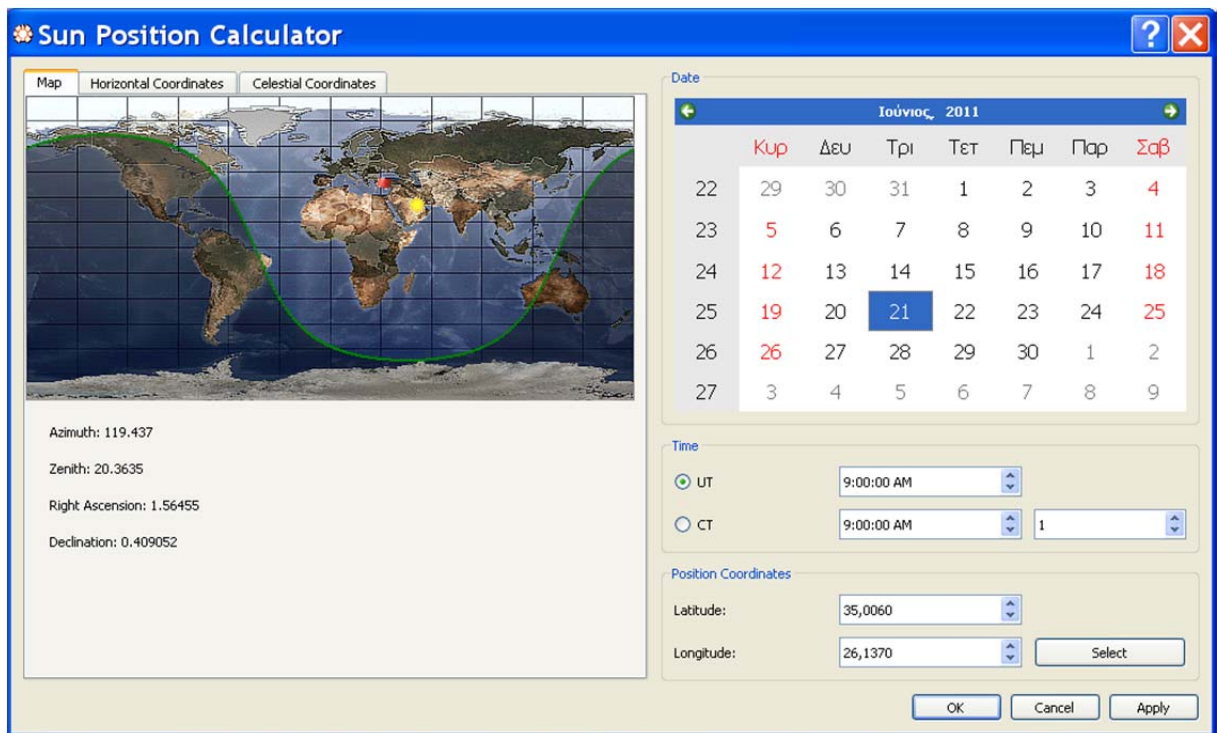 Sun Position Calculator
Map Horizontal Coordinates Celestial Coordinates
Azimuth: 119.437
Zenith: 20.3635
Right Ascension: 1.56455
Declination: 0.409052
Date
Ιούνιος, 2011
Κυρ Δευ Τρι Τετ Πεμ Παρ Σαβ
22 29 30 31 1 2 3 4
23 5 6 7 8 9 10 11
24 12 13 14 15 16 17 18
25 19 20 21 22 23 24 25
26 26 27 28 29 30 1 2
27 3 4 5 6 7 8 9
Time
UT 9:00:00 AM
CT 9:00:00 AM 1
Position Coordinates
Latitude: 35,0060
Longitude: 26,1370 Select
OK Cancel Apply